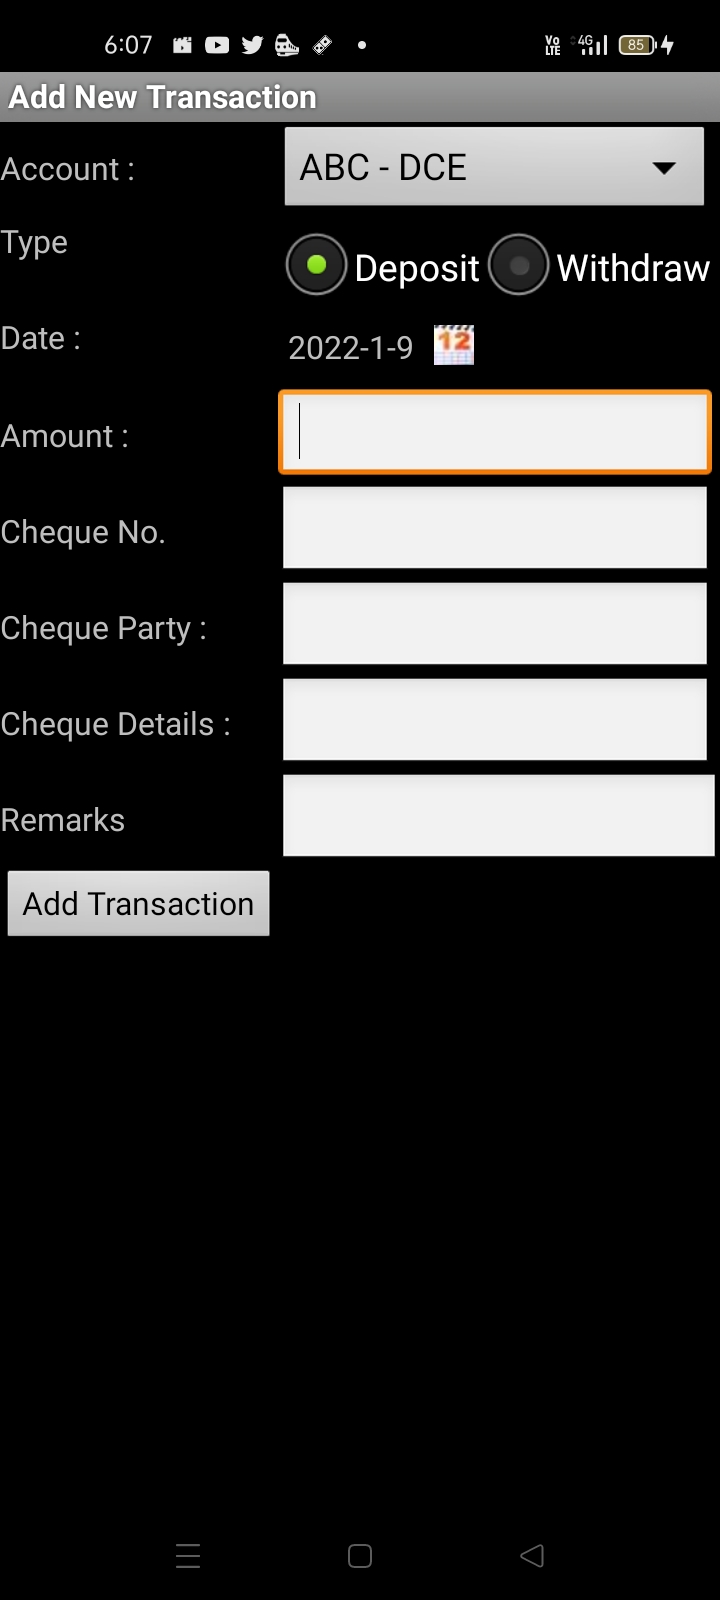 6:07 Vo LTE 4G 85
Add New Transaction
Account : ABC - DCE
Type Deposit Withdraw
Date : 2022-1-9 12
Amount :
Cheque No.
Cheque Party :
Cheque Details :
Remarks
Add Transaction